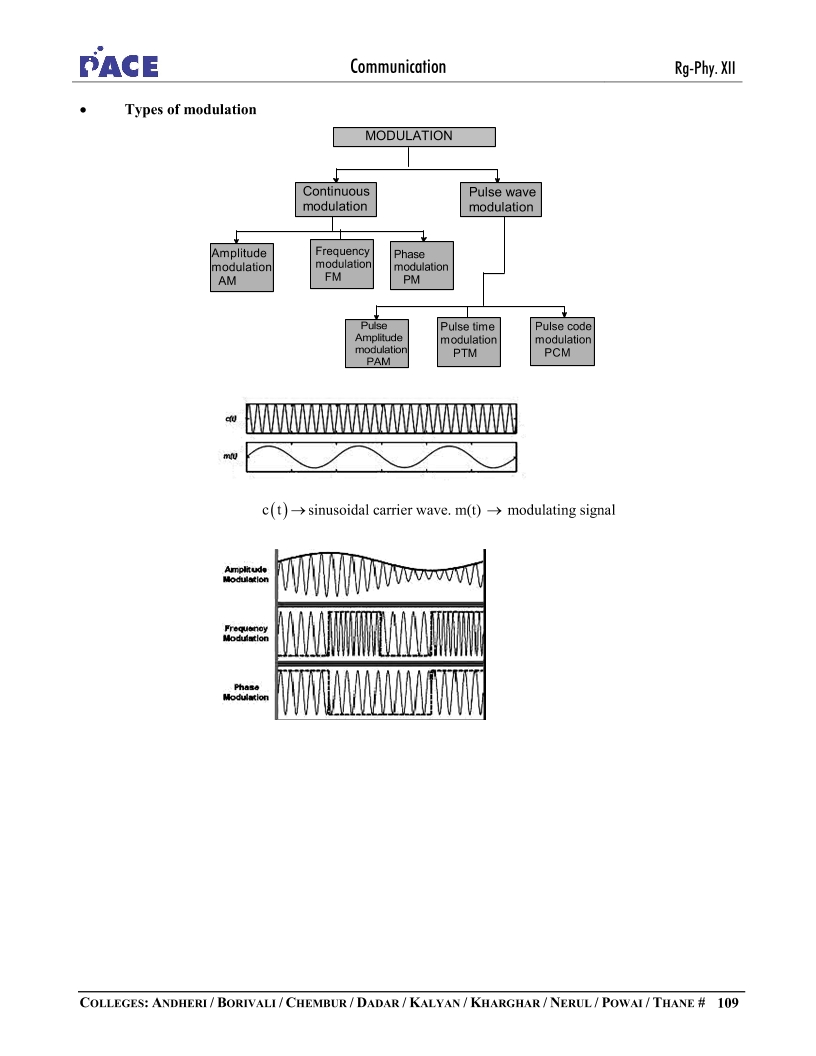 PACE
Communication
Rg-Phy. XII
• Types of modulation
MODULATION
Continuous
modulation
Pulse wave
modulation
Amplitude
modulation
AM
Frequency
modulation
FM
Phase
modulation
PM
Pulse
Amplitude
modulation
PAM
Pulse time
modulation
PTM
Pulse code
modulation
PCM
c(t)
m(t)
c(t) → sinusoidal carrier wave. m(t) → modulating signal
Amplitude
Modulation
Frequency
Modulation
Phase
Modulation
COLLEGES: ANDHERI / BORIVALI / CHEMBUR / DADAR / KALYAN / KHARGHAR / NERUL / POWAI / THANE # 109